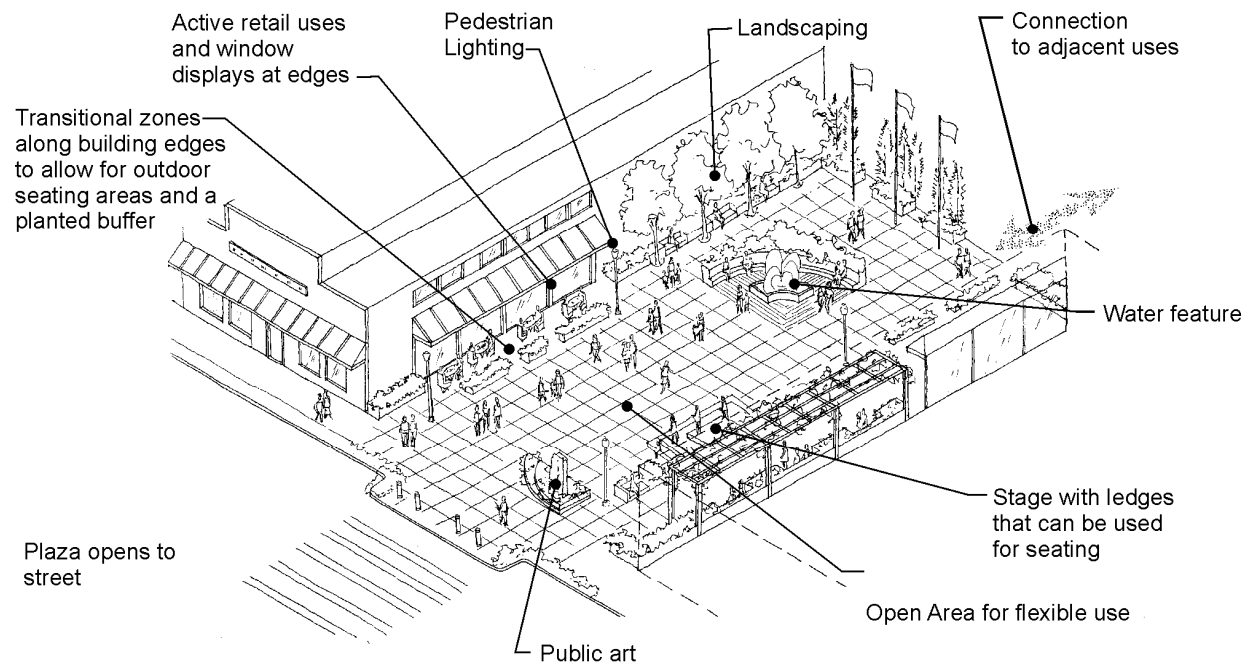 Active retail uses
and window
displays at edges
Pedestrian
Lighting
Landscaping
Connection
to adjacent uses
Transitional zones
along building edges
to allow for outdoor
seating areas and a
planted buffer
Water feature
Stage with ledges
that can be used
for seating
Plaza opens to
street
Open Area for flexible use
Public art